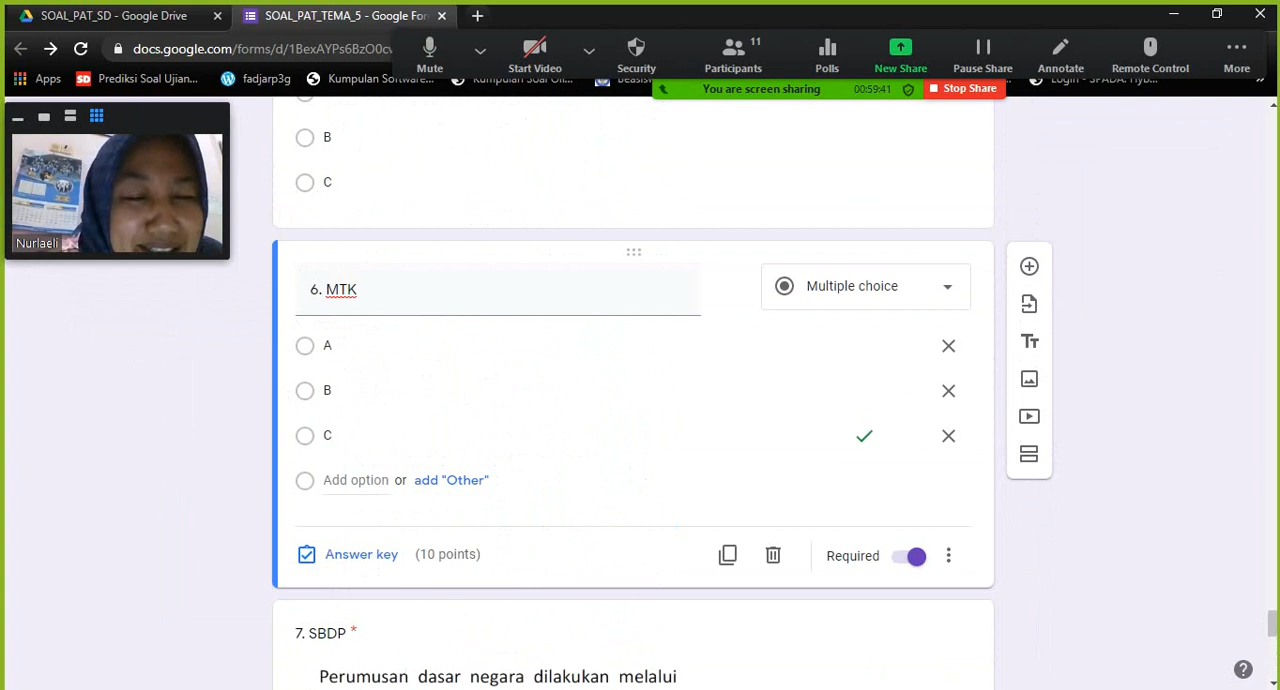 SOAL_PAT_SD - Google Drive
SOAL_PAT_TEMA_5 - Google For
docs.google.com/forms/d/1BexAYPs6BzO0cv
Mute
Start Video
Security
Participants 11
Polls
New Share
Pause Share
Annotate
Remote Control
More
Apps
SD Prediksi Soal Ujian...
fadjarp3g
Kumpulan Software...
You are screen sharing 00:59:41 Stop Share
Nurlaeli
B
C
6. MTK
Multiple choice
A
B
C
Add option or add "Other"
Answer key (10 points)
Required
7. SBDP *
Perumusan dasar negara dilakukan melalui